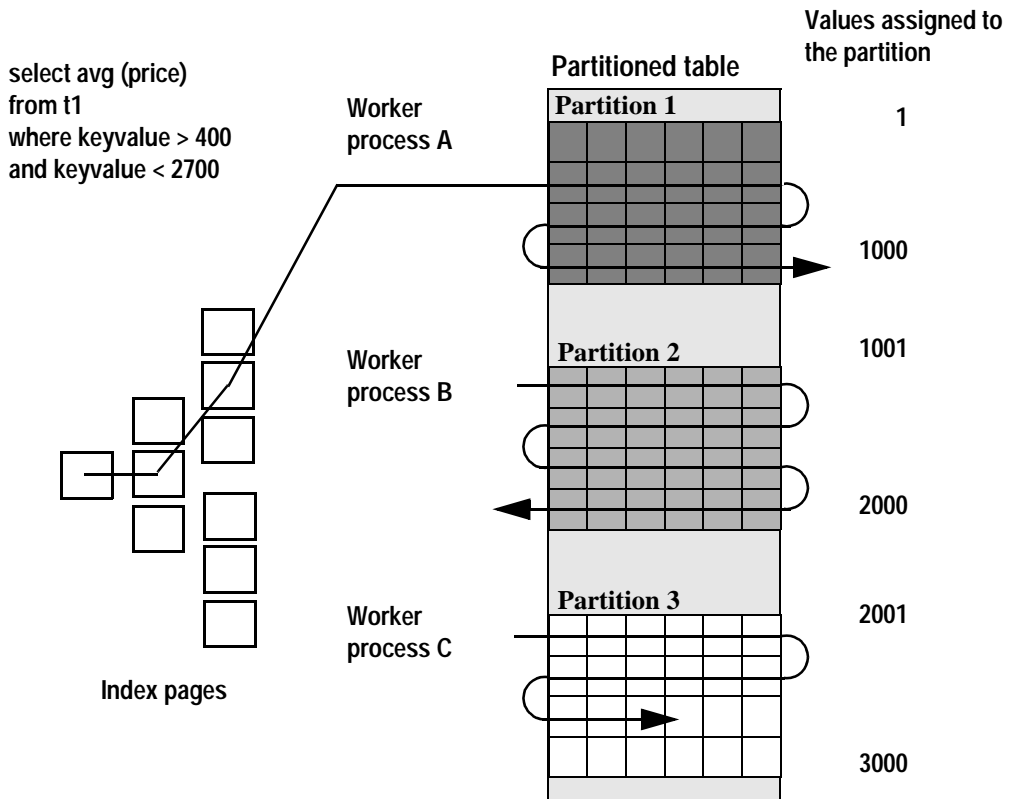 Values assigned to
the partition
select avg (price)
from t1
where keyvalue > 400
and keyvalue < 2700
Partitioned table
Worker
process A
Partition 1
1
1000
Worker
process B
Partition 2
1001
2000
Worker
process C
Partition 3
2001
3000
Index pages